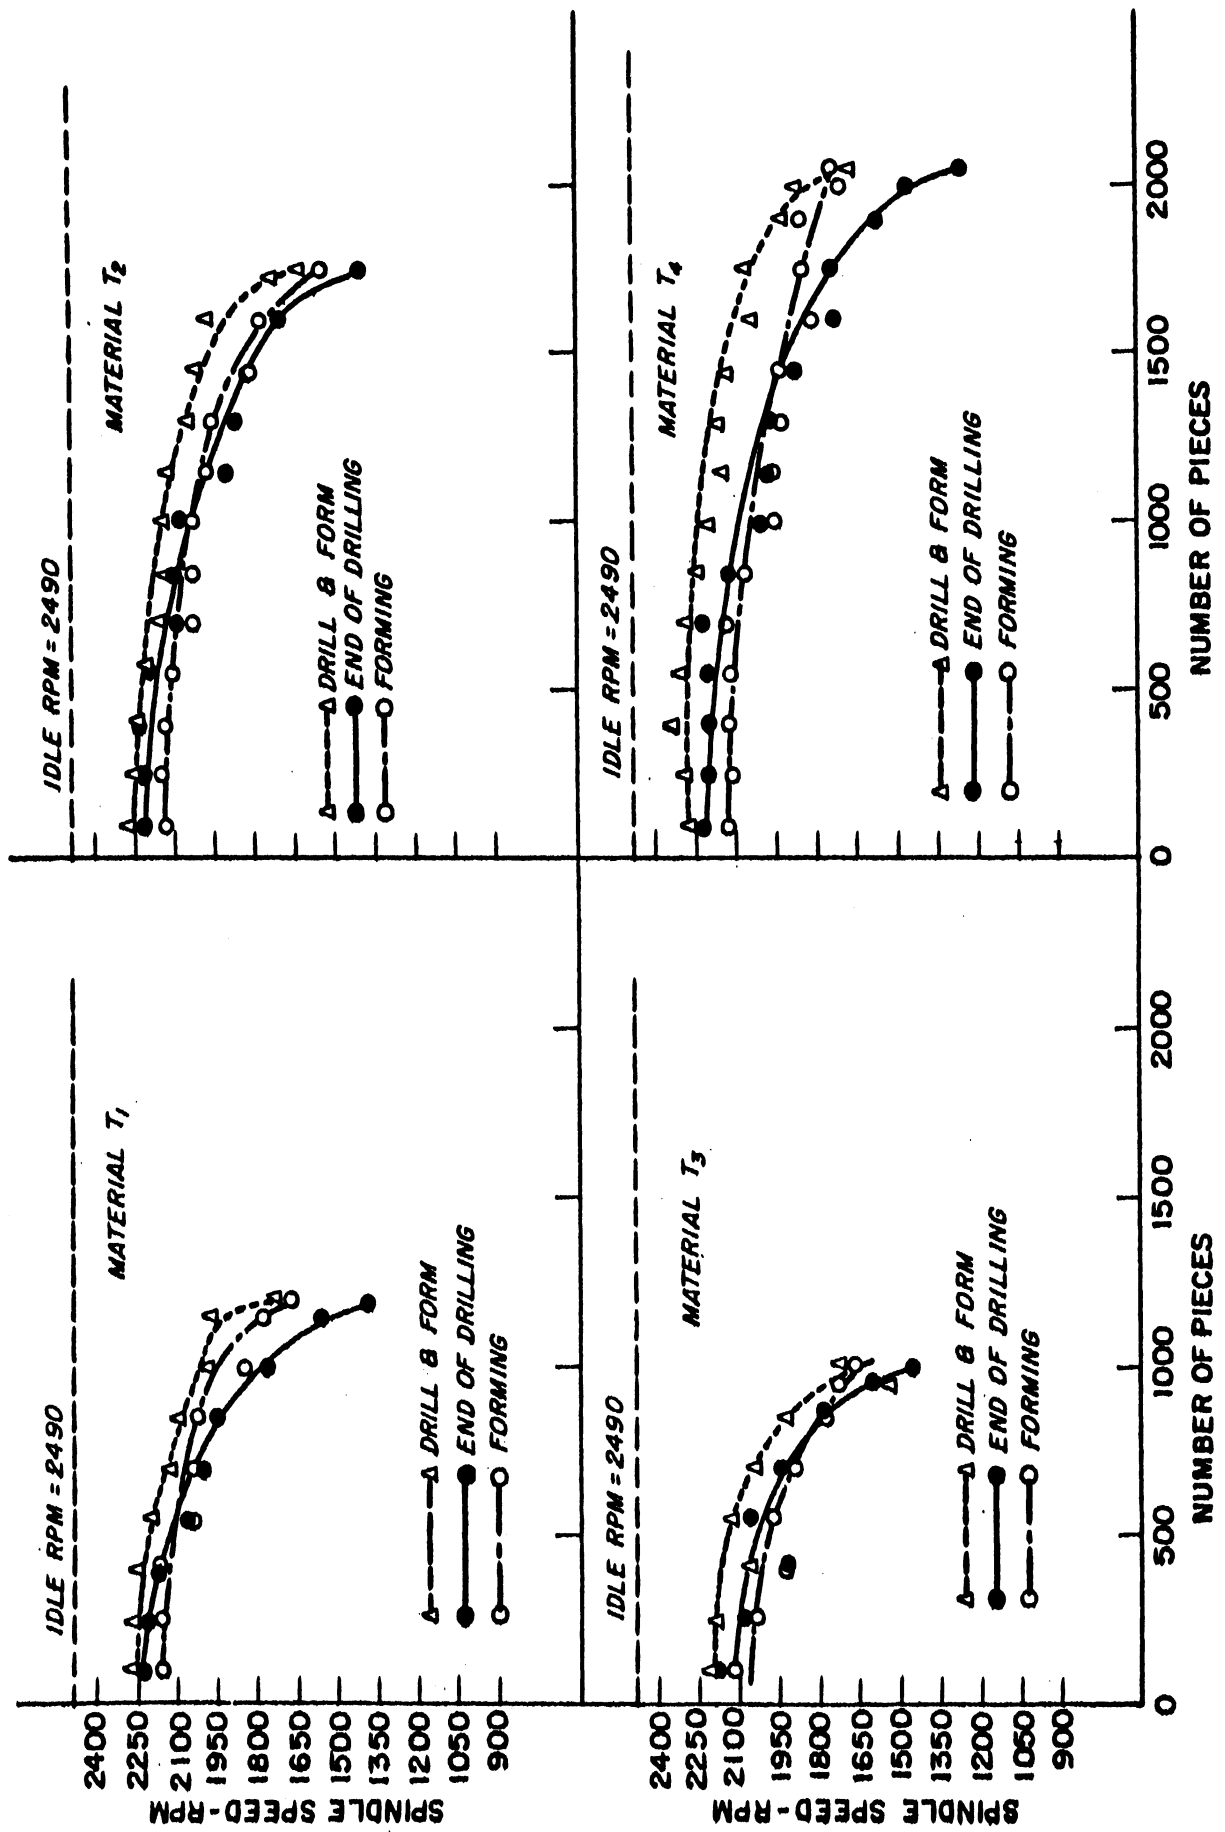 IDLE RPM = 2490
MATERIAL T₁
DRILL & FORM
END OF DRILLING
FORMING
2400
2250
2100
1950
1800
1650
1500
1350
1200
1050
900
SPINDLE SPEED-RPM
IDLE RPM = 2490
MATERIAL T₂
DRILL & FORM
END OF DRILLING
FORMING
IDLE RPM = 2490
MATERIAL T₃
DRILL & FORM
END OF DRILLING
FORMING
2400
2250
2100
1950
1800
1650
1500
1350
1200
1050
900
SPINDLE SPEED-RPM
0 500 1000 1500 2000
NUMBER OF PIECES
IDLE RPM = 2490
MATERIAL T₄
DRILL & FORM
END OF DRILLING
FORMING
0 500 1000 1500 2000
NUMBER OF PIECES